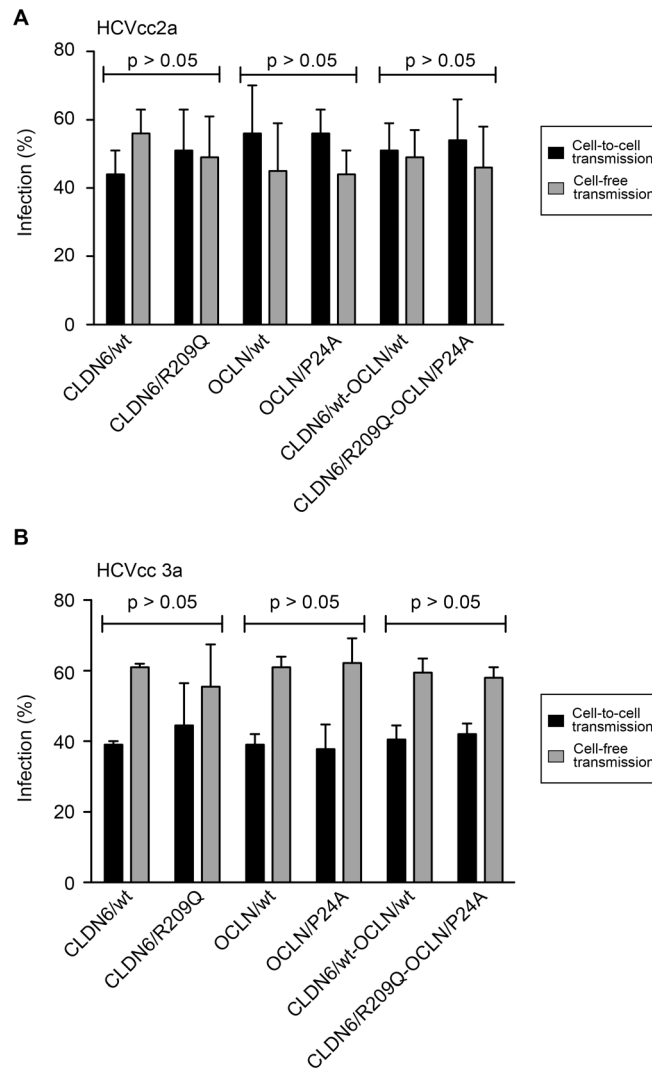 A
HCVcc2a
80
60
40
20
0
Infection (%)
p > 0.05
p > 0.05
p > 0.05
Cell-to-cell
transmission
Cell-free
transmission
CLDN6/wt
CLDN6/R209Q
OCLN/wt
OCLN/P24A
CLDN6/wt-OCLN/wt
CLDN6/R209Q-OCLN/P24A
B
HCVcc 3a
80
60
40
20
0
Infection (%)
p > 0.05
p > 0.05
p > 0.05
Cell-to-cell
transmission
Cell-free
transmission
CLDN6/wt
CLDN6/R209Q
OCLN/wt
OCLN/P24A
CLDN6/wt-OCLN/wt
CLDN6/R209Q-OCLN/P24A